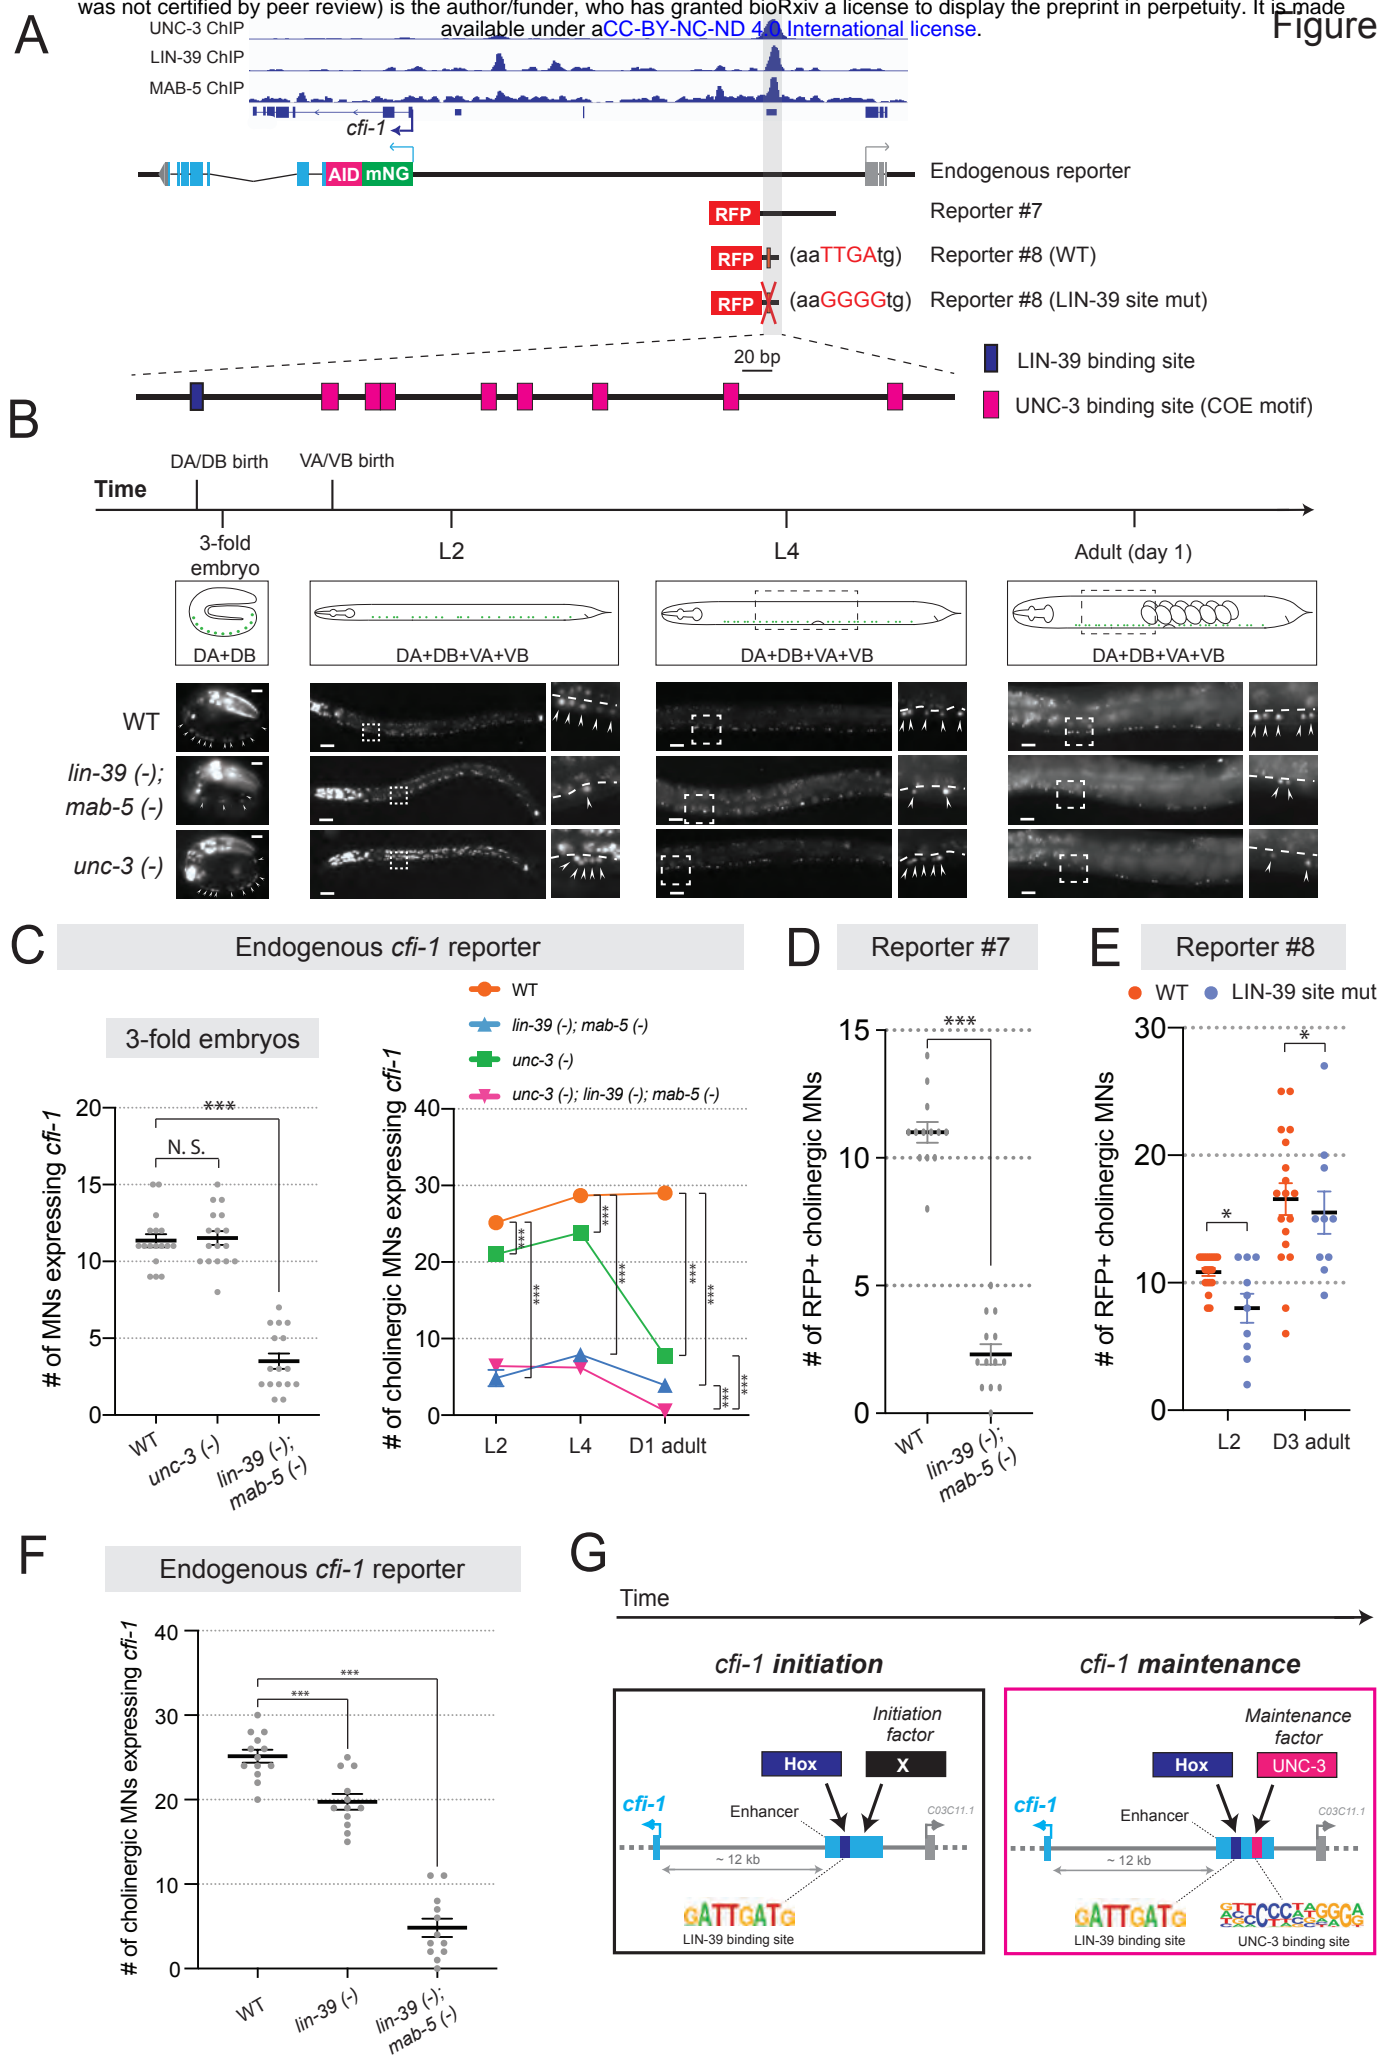 was not certified by peer review) is the author/funder, who has granted bioRxiv a license to display the preprint in perpetuity. It is made
available under aCC-BY-NC-ND 4.0 International license.
Figure
A
UNC-3 ChIP
LIN-39 ChIP
MAB-5 ChIP
cfi-1
AID mNG
Endogenous reporter
RFP
Reporter #7
RFP (aaTTGAtg) Reporter #8 (WT)
RFP (aaGGGGtg) Reporter #8 (LIN-39 site mut)
20 bp
LIN-39 binding site
UNC-3 binding site (COE motif)
B
DA/DB birth VA/VB birth
Time
3-fold
embryo
L2
L4
Adult (day 1)
DA+DB
DA+DB+VA+VB
DA+DB+VA+VB
DA+DB+VA+VB
WT
lin-39 (-);
mab-5 (-)
unc-3 (-)
C
Endogenous cfi-1 reporter
3-fold embryos
# of MNs expressing cfi-1
20
15
10
5
0
***
N. S.
WT
unc-3 (-)
lin-39 (-);
mab-5 (-)
WT
lin-39 (-); mab-5 (-)
unc-3 (-)
unc-3 (-); lin-39 (-); mab-5 (-)
# of cholinergic MNs expressing cfi-1
40
30
20
10
0
***
***
***
***
***
***
***
***
L2
L4
D1 adult
D
Reporter #7
# of RFP+ cholinergic MNs
15
10
5
0
***
WT
lin-39 (-);
mab-5 (-)
E
Reporter #8
WT
LIN-39 site mut
# of RFP+ cholinergic MNs
30
20
10
0
*
*
L2
D3 adult
F
Endogenous cfi-1 reporter
# of cholinergic MNs expressing cfi-1
40
30
20
10
0
***
***
WT
lin-39 (-)
lin-39 (-);
mab-5 (-)
G
Time
cfi-1 initiation
Initiation
factor
Hox
X
cfi-1
Enhancer
C03C11.1
~ 12 kb
GATTGATG
LIN-39 binding site
cfi-1 maintenance
Maintenance
factor
Hox
UNC-3
cfi-1
Enhancer
C03C11.1
~ 12 kb
GATTGATG
LIN-39 binding site
UNC-3 binding site